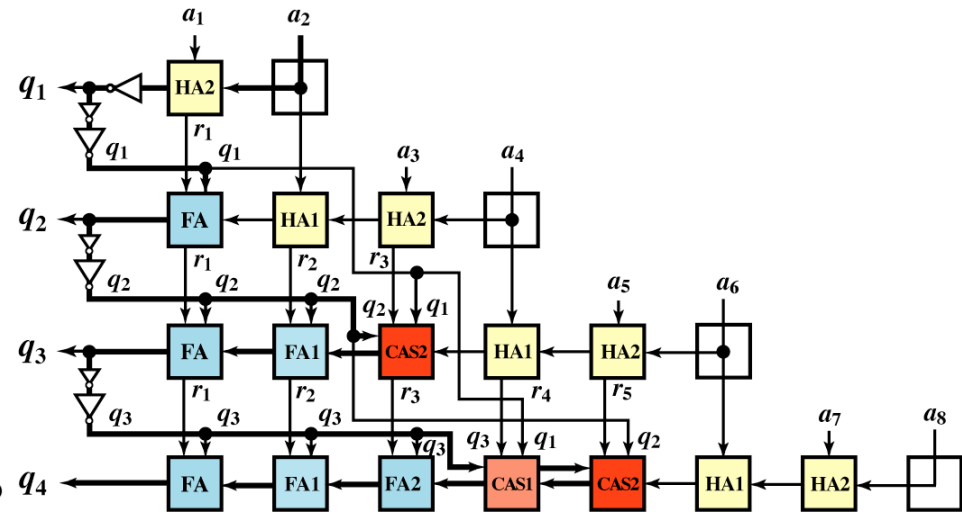 a1 a2
q1 HA2
r1
q1 q1 a3 a4
q2 FA HA1 HA2
r1 r2 r3
q2 q2 q2 q2 q1 a5 a6
q3 FA FA1 CAS2 HA1 HA2
r1 r2 r3 r4 r5
q3 q3 q3 q3 q3 q1 q2 a7 a8
q4 FA FA1 FA2 CAS1 CAS2 HA1 HA2